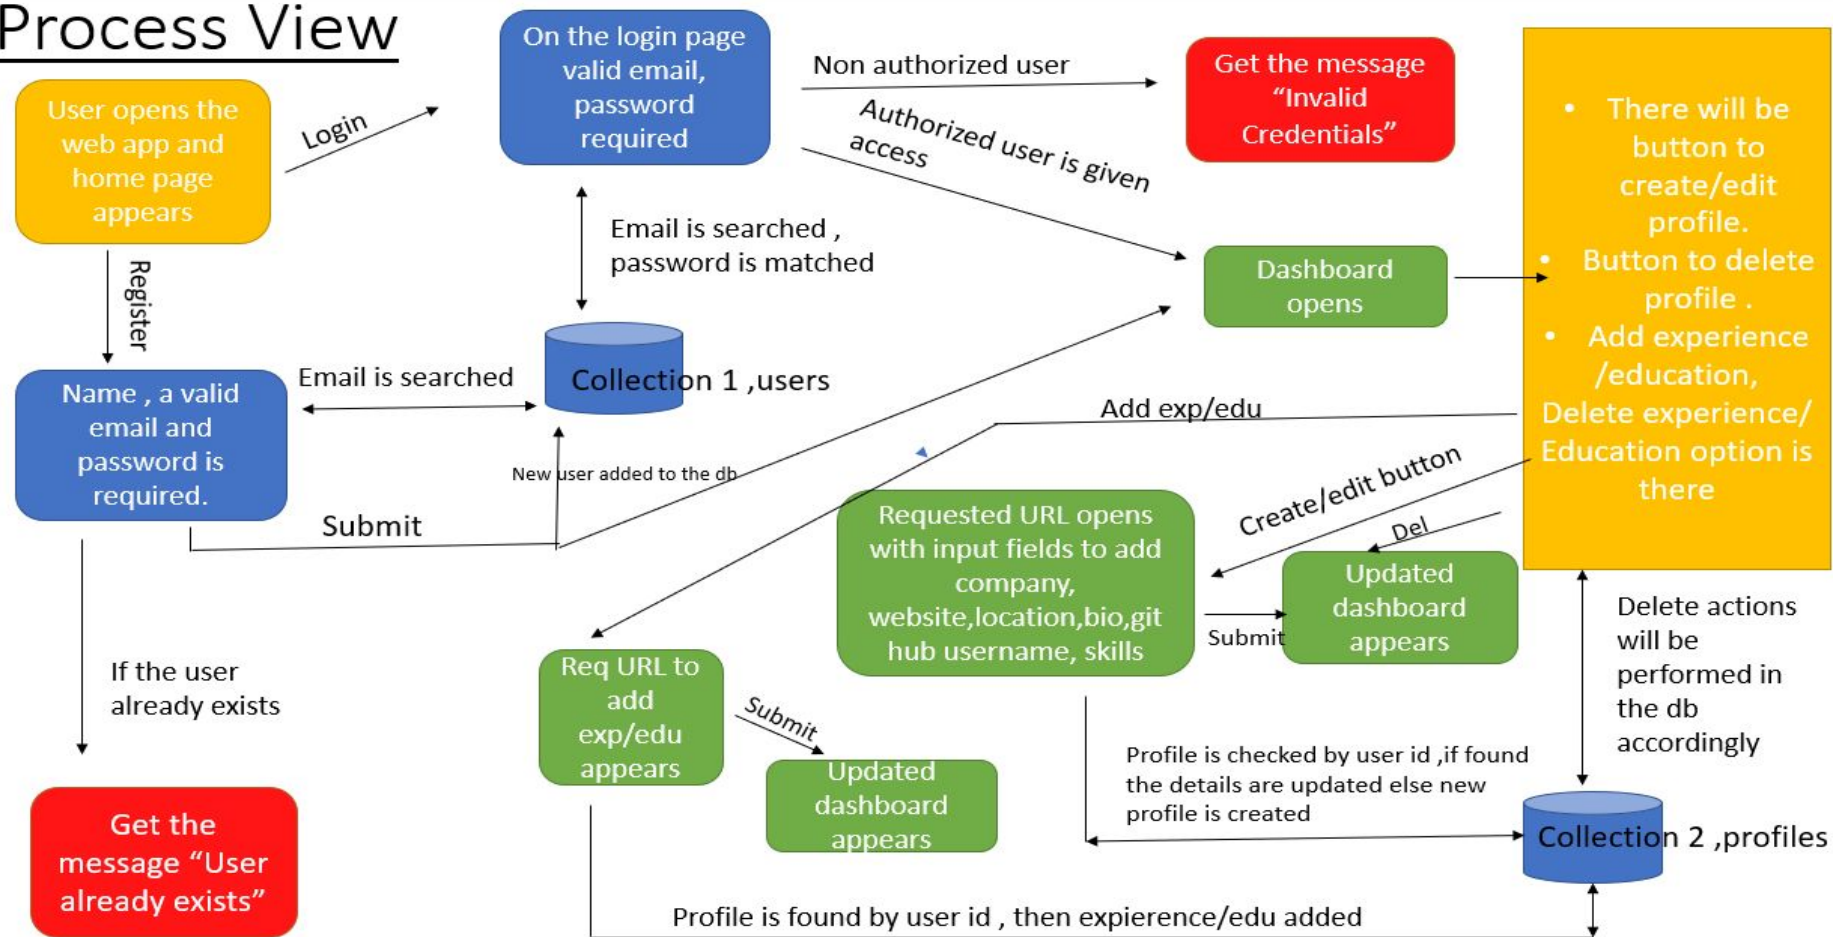 Process View
User opens the
web app and
home page
appears
Login
On the login page
valid email,
password
required
Non authorized user
Get the message
“Invalid
Credentials”
Authorized user is given
access
Email is searched ,
password is matched
Dashboard
opens
• There will be
button to
create/edit
profile.
• Button to delete
profile .
• Add experience
/education,
Delete experience/
Education option is
there
Register
Name , a valid
email and
password is
required.
Email is searched
Collection 1 ,users
New user added to the db
Submit
Add exp/edu
Create/edit button
Del
Requested URL opens
with input fields to add
company,
website,location,bio,git
hub username, skills
Submit
Updated
dashboard
appears
Delete actions
will be
performed in
the db
accordingly
If the user
already exists
Get the
message “User
already exists”
Req URL to
add
exp/edu
appears
Submit
Updated
dashboard
appears
Profile is checked by user id ,if found
the details are updated else new
profile is created
Collection 2 ,profiles
Profile is found by user id , then expierence/edu added